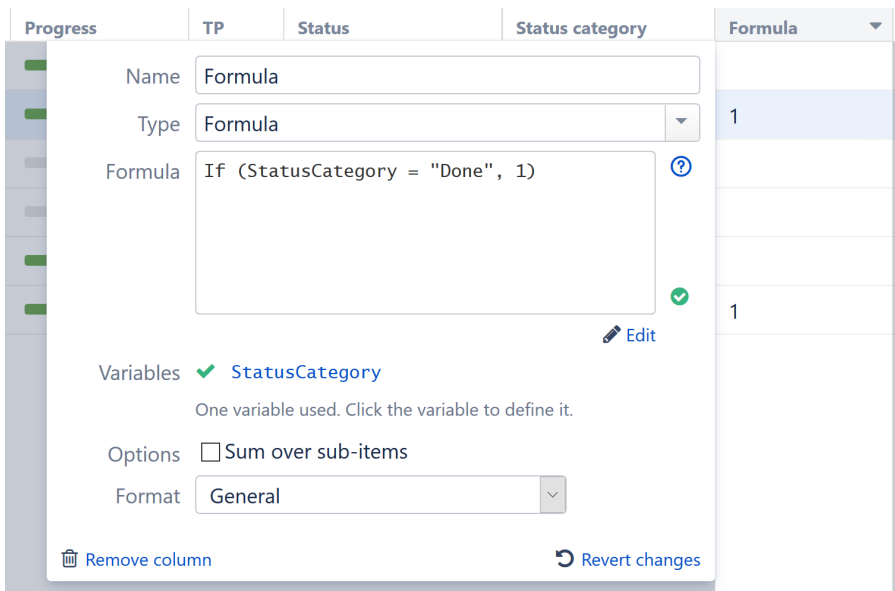 Progress TP Status Status category Formula
Name Formula
Type Formula
Formula If (StatusCategory = "Done", 1)
1
1
Edit
Variables StatusCategory
One variable used. Click the variable to define it.
Options Sum over sub-items
Format General
Remove column Revert changes